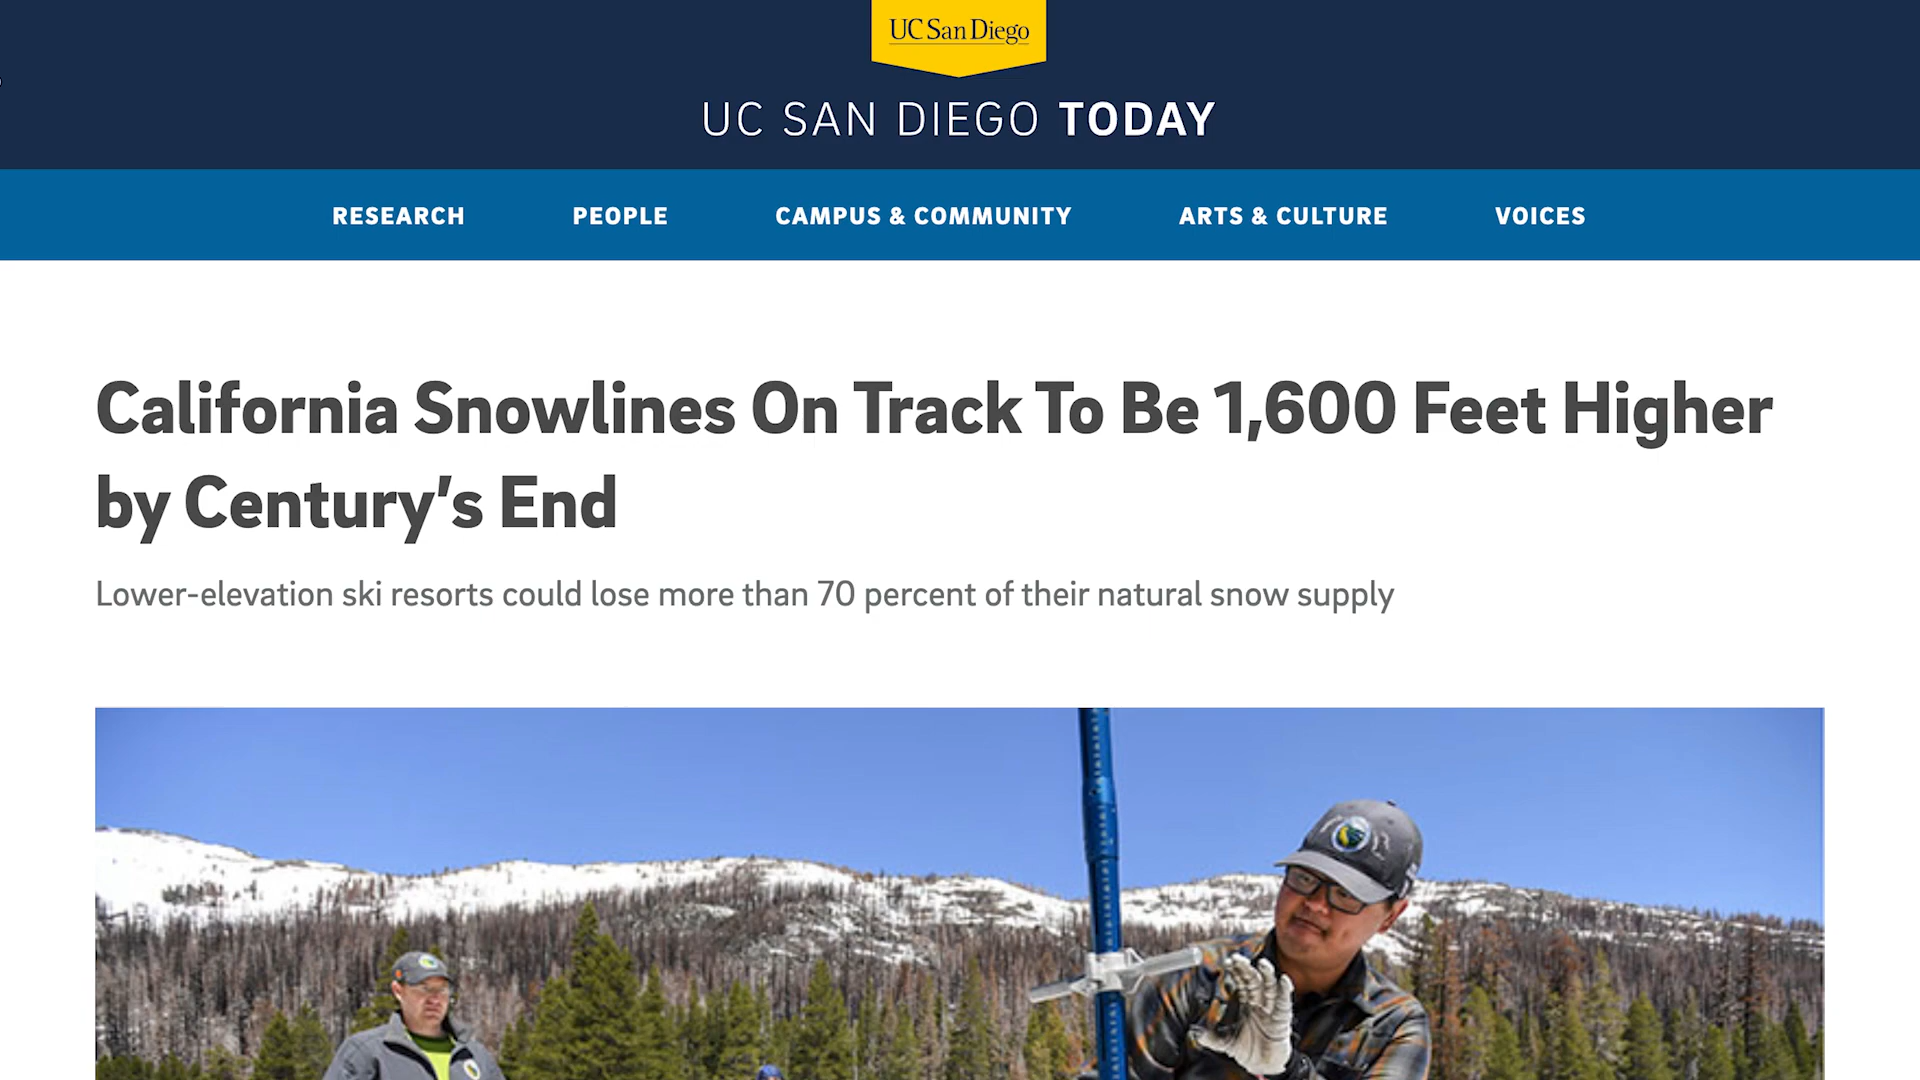 UC San Diego
UC SAN DIEGO TODAY
RESEARCH PEOPLE CAMPUS & COMMUNITY ARTS & CULTURE VOICES
California Snowlines On Track To Be 1,600 Feet Higher
by Century's End
Lower-elevation ski resorts could lose more than 70 percent of their natural snow supply